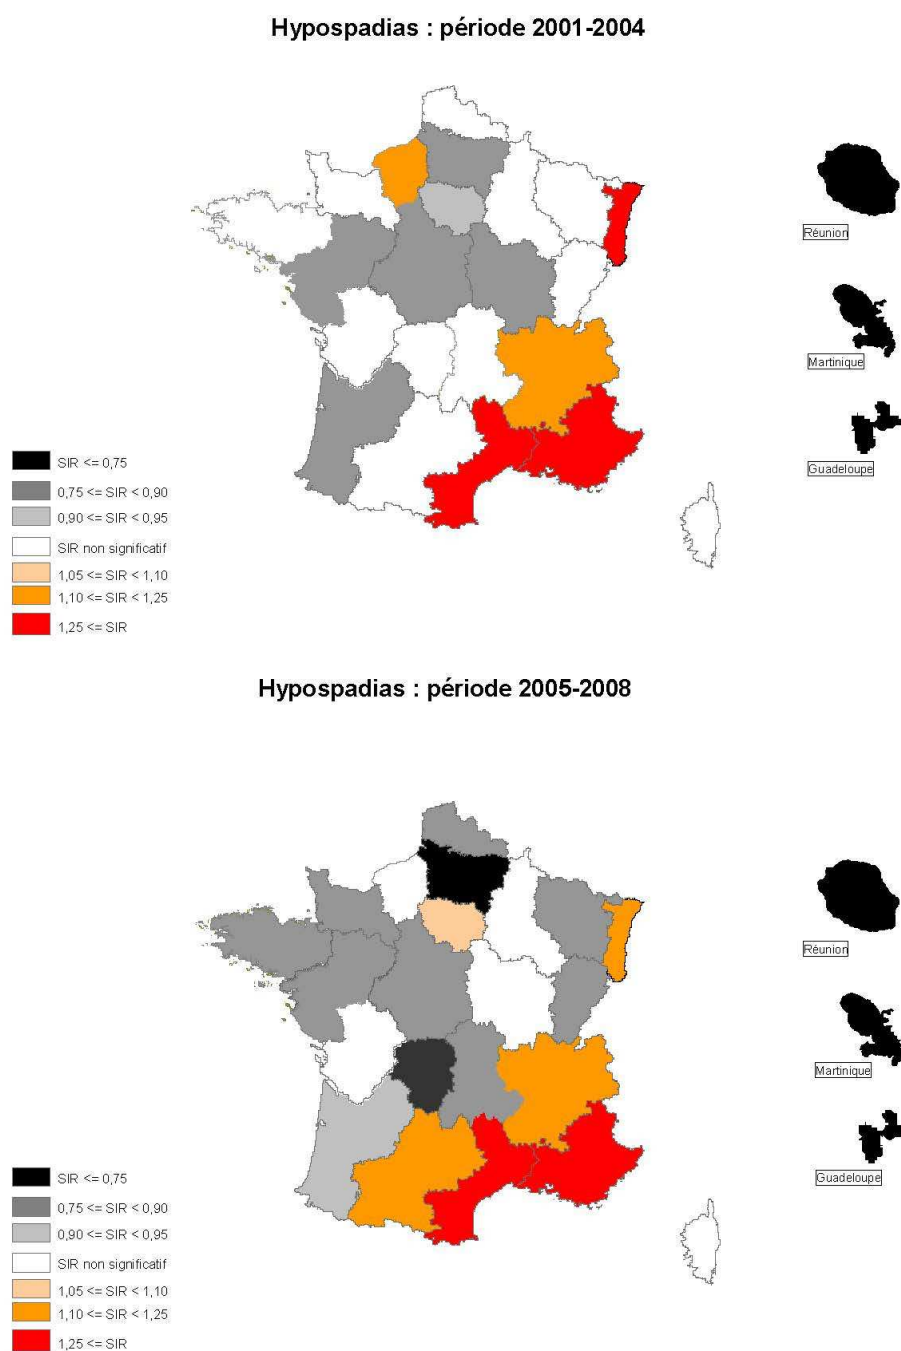 Hypospadias : période 2001-2004
Réunion
Martinique
Guadeloupe
SIR <= 0,75
0,75 <= SIR < 0,90
0,90 <= SIR < 0,95
SIR non significatif
1,05 <= SIR < 1,10
1,10 <= SIR < 1,25
1,25 <= SIR
Hypospadias : période 2005-2008
Réunion
Martinique
Guadeloupe
SIR <= 0,75
0,75 <= SIR < 0,90
0,90 <= SIR < 0,95
SIR non significatif
1,05 <= SIR < 1,10
1,10 <= SIR < 1,25
1,25 <= SIR